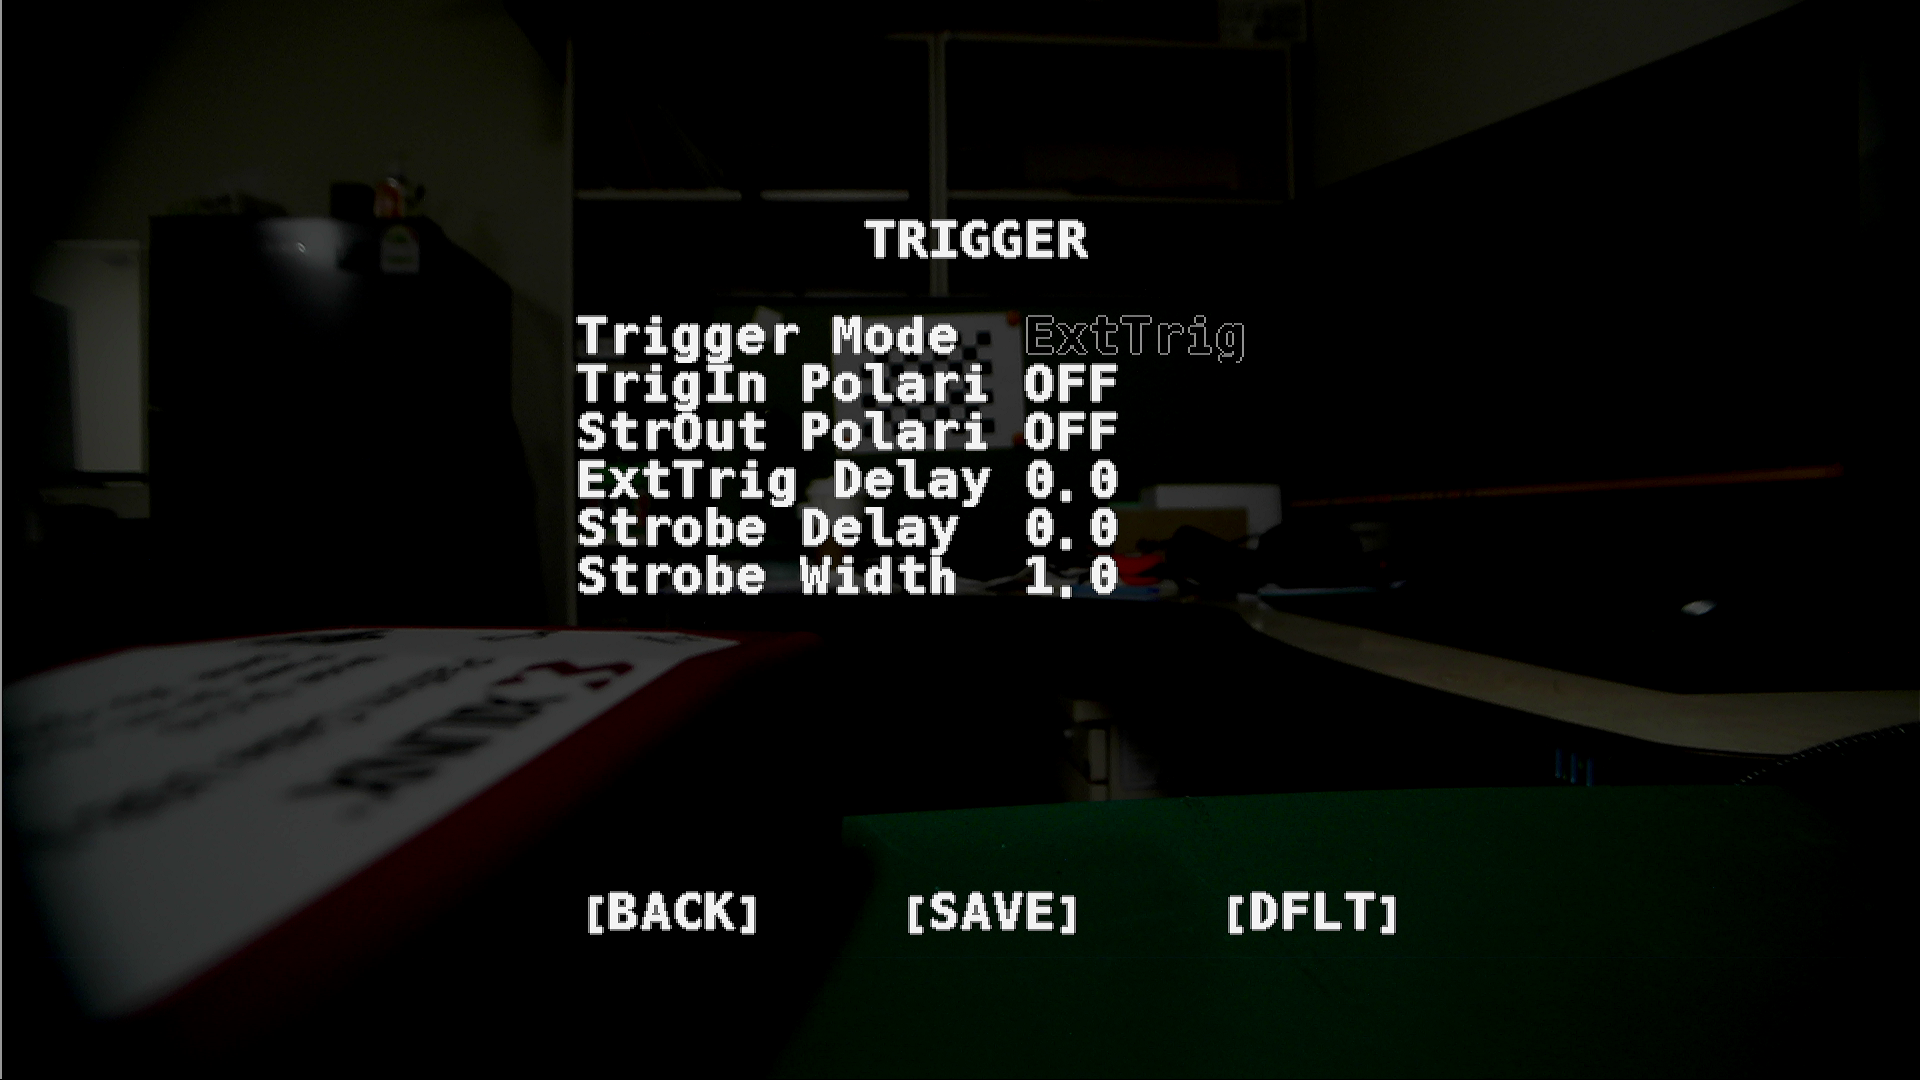 TRIGGER
Trigger Mode ExtTrig
TrigIn Polari OFF
StrOut Polari OFF
ExtTrig Delay 0.0
Strobe Delay 0.0
Strobe Width 1.0
[BACK] [SAVE] [DFLT]